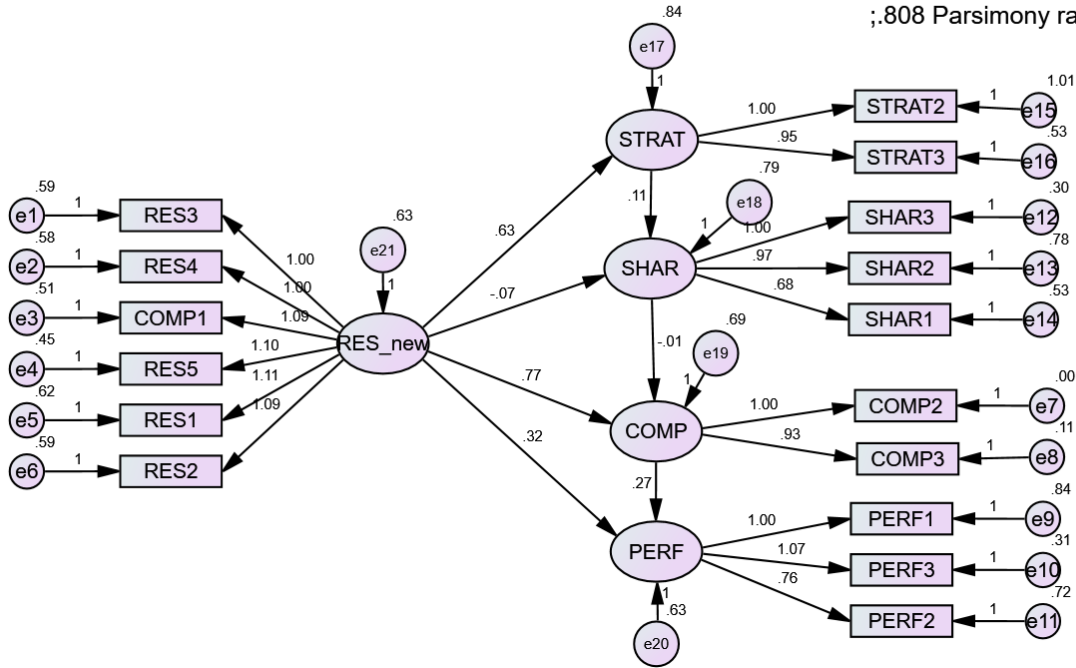 ;.808 Parsimony ra
.84
e17
1
STRAT
1.00
.95
STRAT2
1
1.01
e15
STRAT3
1
.53
e16
.11
.79
e18
1
SHAR
1.00
.97
.68
SHAR3
1
.30
e12
SHAR2
1
.78
e13
SHAR1
1
.53
e14
.59
e1
1
RES3
.58
e2
1
RES4
.51
e3
1
COMP1
.45
e4
1
RES5
.62
e5
1
RES1
.59
e6
1
RES2
1.00
1.00
1.09
1.10
1.11
1.09
.63
e21
1
RES_new
.63
-.07
.77
.32
-.01
.69
e19
1
COMP
1.00
.93
COMP2
1
.00
e7
COMP3
1
.11
e8
.27
PERF
1.00
1.07
.76
PERF1
1
.84
e9
PERF3
1
.31
e10
PERF2
1
.72
e11
1
.63
e20